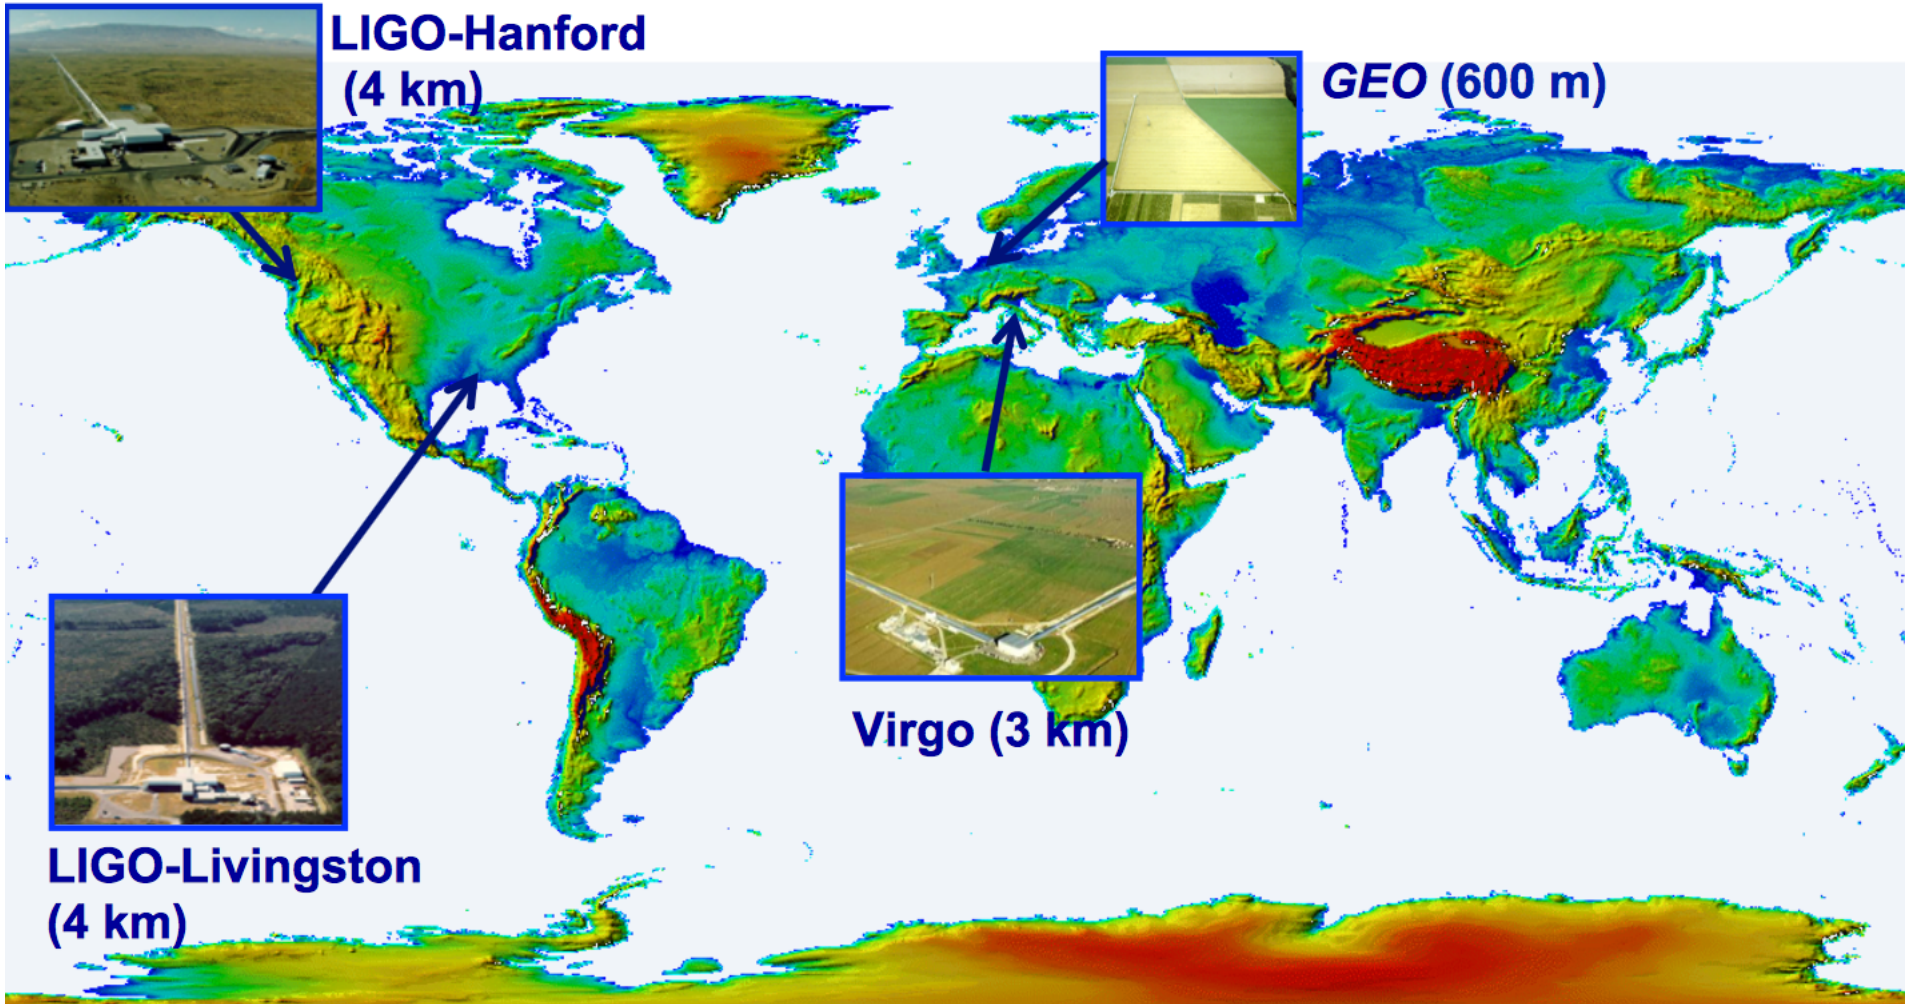 LIGO-Hanford
(4 km)
GEO (600 m)
Virgo (3 km)
LIGO-Livingston
(4 km)